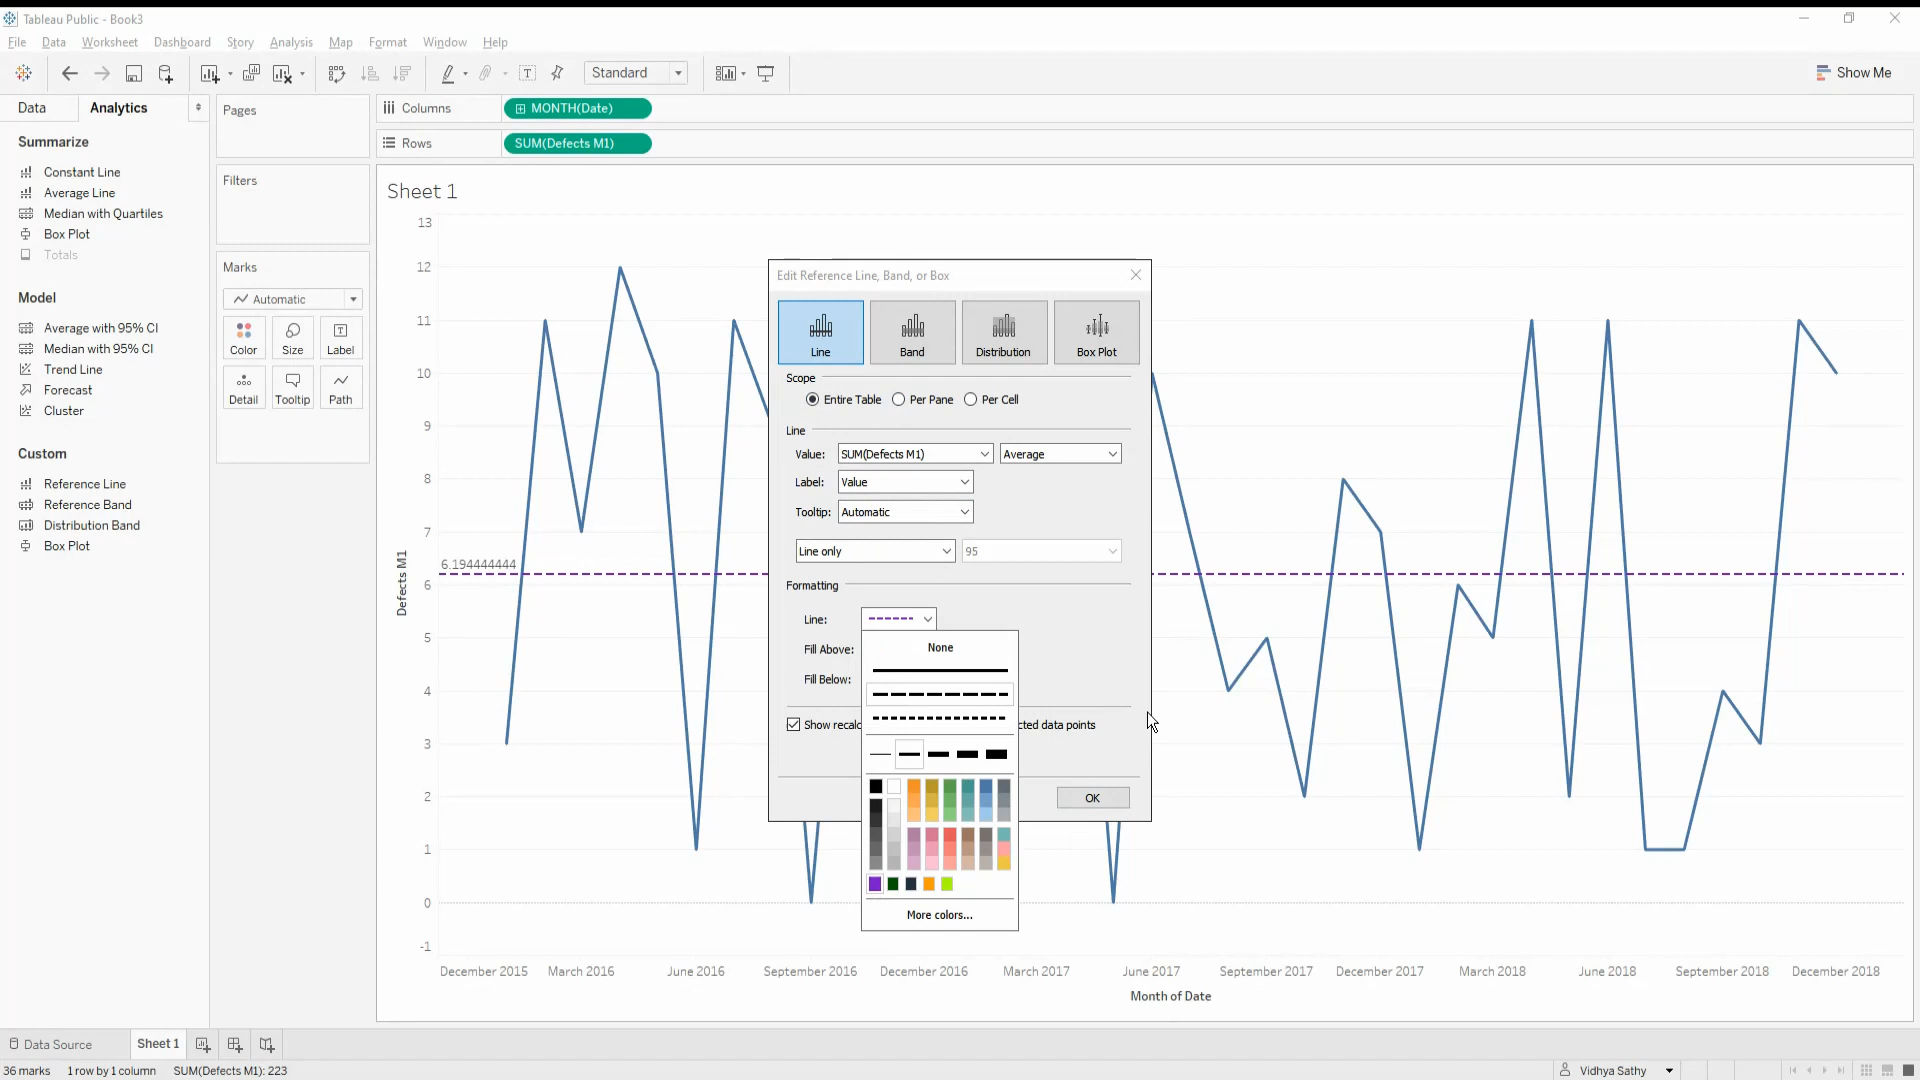 Tableau Public - Book3
File Data Worksheet Dashboard Story Analysis Map Format Window Help
Standard
Show Me
Data Analytics
Pages
Columns MONTH(Date)
Rows SUM(Defects M1)
Summarize
Constant Line
Average Line
Median with Quartiles
Box Plot
Totals
Model
Average with 95% CI
Median with 95% CI
Trend Line
Forecast
Cluster
Custom
Reference Line
Reference Band
Distribution Band
Box Plot
Filters
Marks
Automatic
Color Size Label
Detail Tooltip Path
Sheet 1
13
12
11
10
9
8
7
6
5
4
3
2
1
0
-1
Defects M1
6.194444444
Edit Reference Line, Band, or Box
Line Band Distribution Box Plot
Scope
Entire Table Per Pane Per Cell
Line
Value: SUM(Defects M1) Average
Label: Value
Tooltip: Automatic
Line only 95
Formatting
Line:
Fill Above:
Fill Below:
None
Show recalc
cted data points
OK
More colors...
December 2015 March 2016 June 2016 September 2016 December 2016 March 2017 June 2017 September 2017 December 2017 March 2018 June 2018 September 2018 December 2018
Month of Date
Data Source Sheet 1
36 marks 1 row by 1 column SUM(Defects M1): 223
Vidhya Sathy